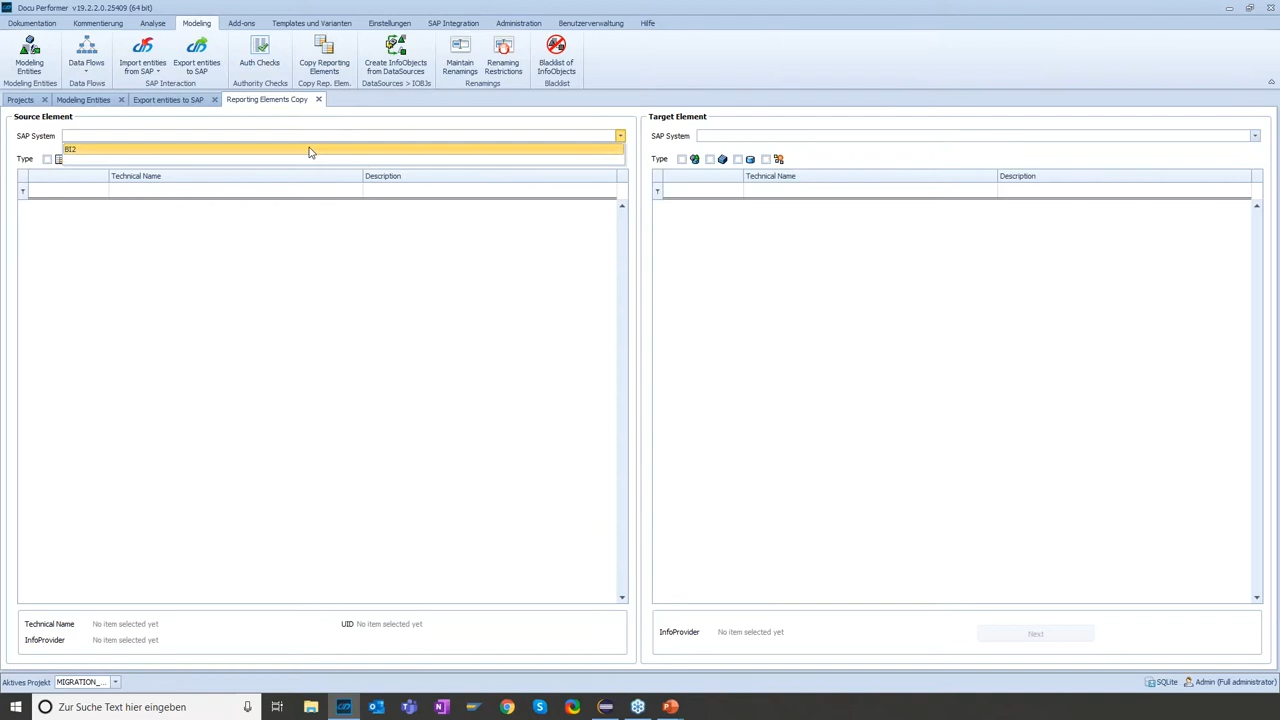 Docu Performer v19.2.2.0.25409 (64 bit)
Dokumentation Kommentierung Analyse Modeling Add-ons Templates und Varianten Einstellungen SAP Integration Administration Benutzerverwaltung Hilfe
Modeling Entities
Data Flows
Import entities from SAP
Export entities to SAP
Auth Checks
Copy Reporting Elements
Create InfoObjects from DataSources
Maintain Renamings
Renaming Restrictions
Blacklist of InfoObjects
Modeling Entities Data Flows SAP Interaction Authority Checks Copy Rep. Elem. DataSources > IOBJs Renamings Blacklist
Projects Modeling Entities Export entities to SAP Reporting Elements Copy
Source Element
SAP System
BI2
Type
Technical Name Description
Technical Name No item selected yet UID No item selected yet
InfoProvider No item selected yet
Target Element
SAP System
Type
Technical Name Description
InfoProvider No item selected yet Next
Aktives Projekt MIGRATION_... SQLite Admin (Full administrator)
Zur Suche Text hier eingeben